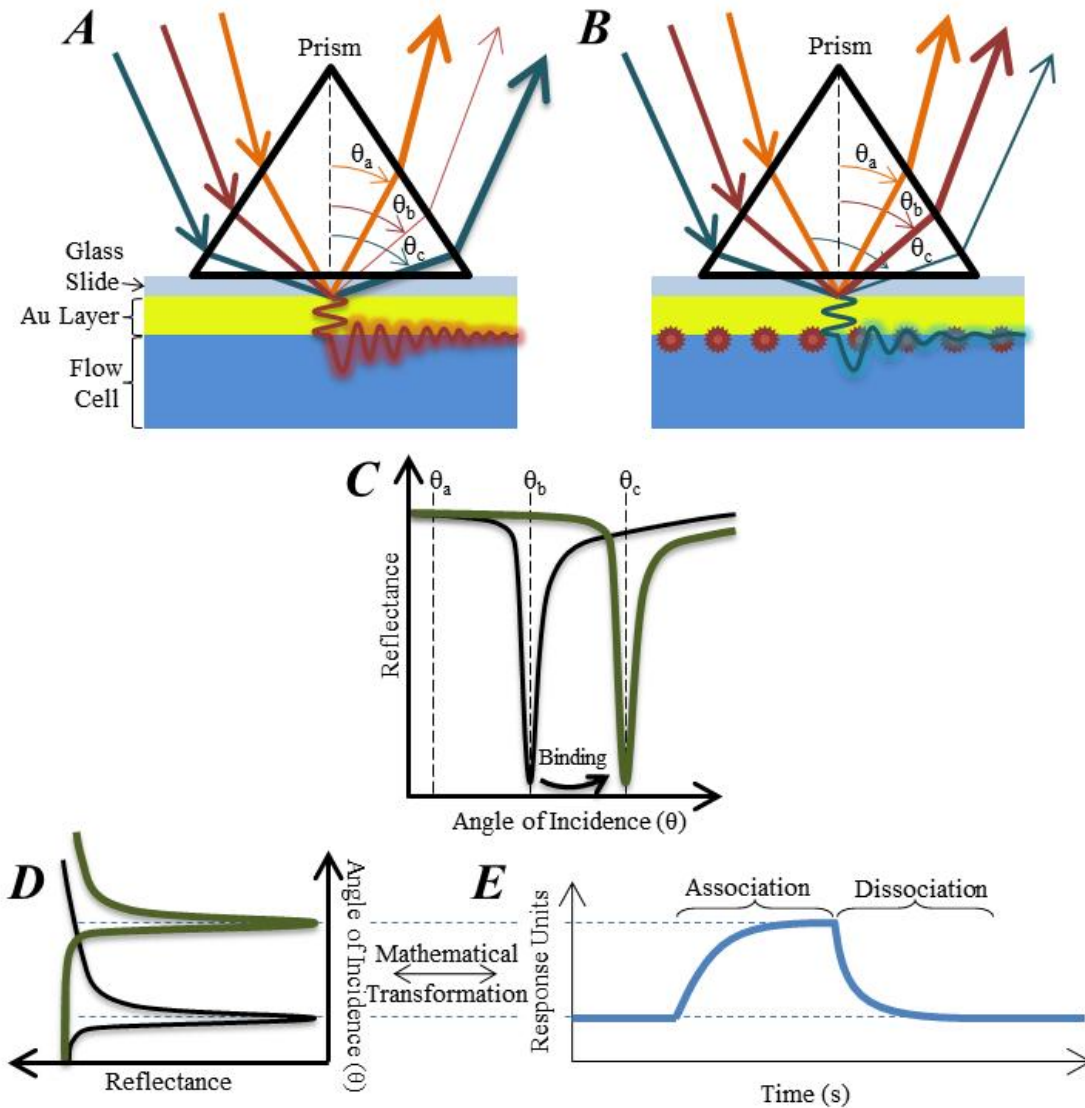 A
Prism
θa
θb
θc
Glass
Slide
Au Layer
Flow
Cell
B
Prism
θa
θb
θc
C
θa
θb
θc
Reflectance
Binding
Angle of Incidence (θ)
D
Angle of Incidence (θ)
Reflectance
Mathematical
Transformation
E
Association
Dissociation
Response Units
Time (s)